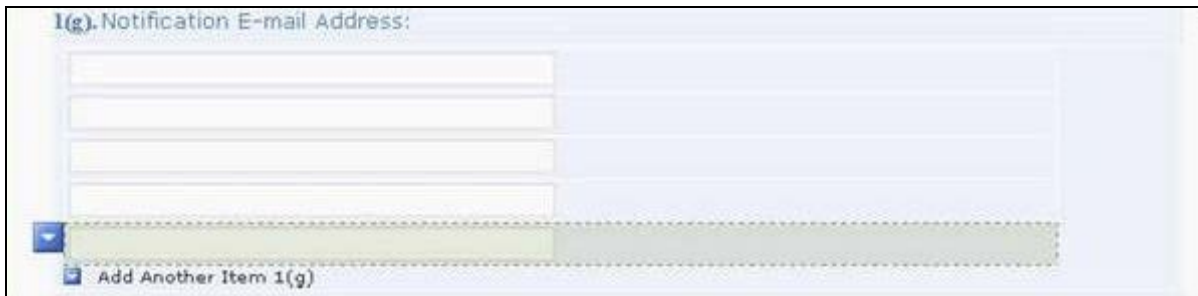 1(g). Notification E-mail Address:
Add Another Item 1(g)